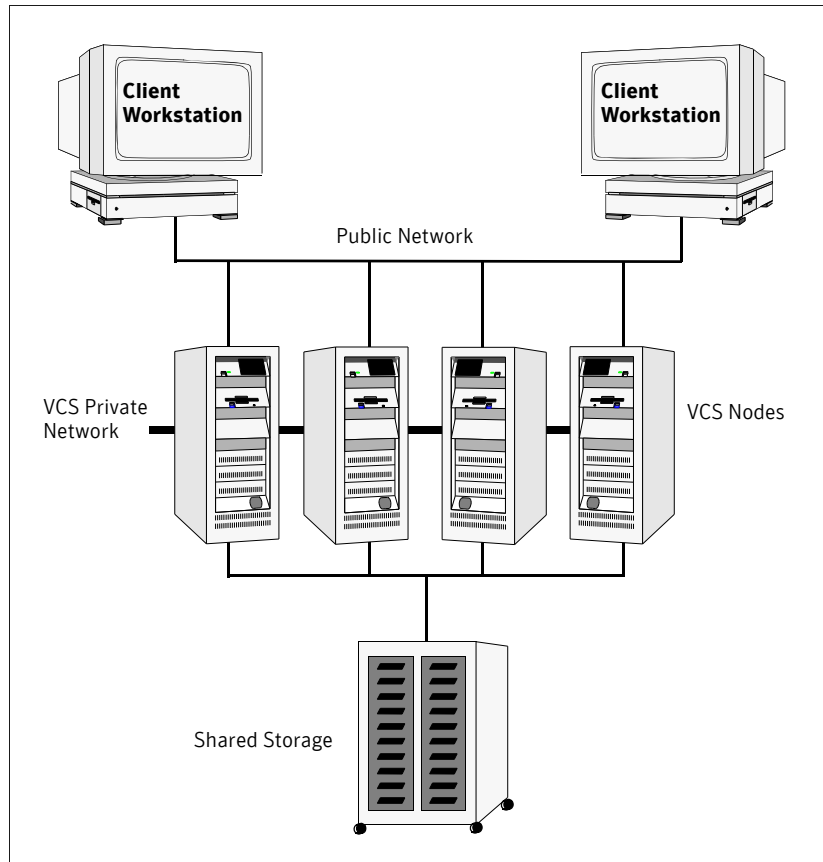 Client
Workstation
Client
Workstation
Public Network
VCS Private
Network
VCS Nodes
Shared Storage